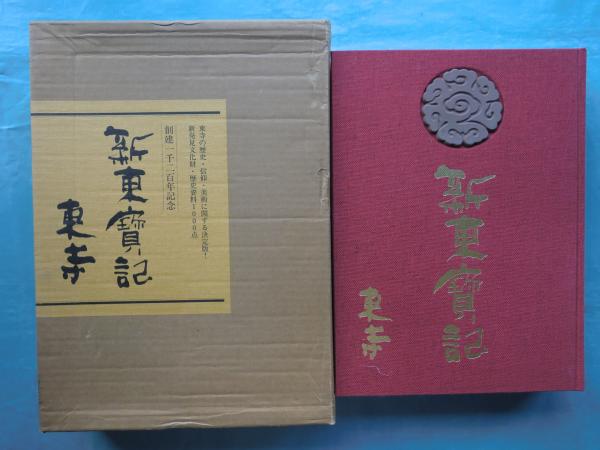 東寺の歴史・信仰・美術に関する決定版！
新発見文化財・歴史資料1000点
創建一千二百年記念
新東寶記
東寺
新東寶記
東寺